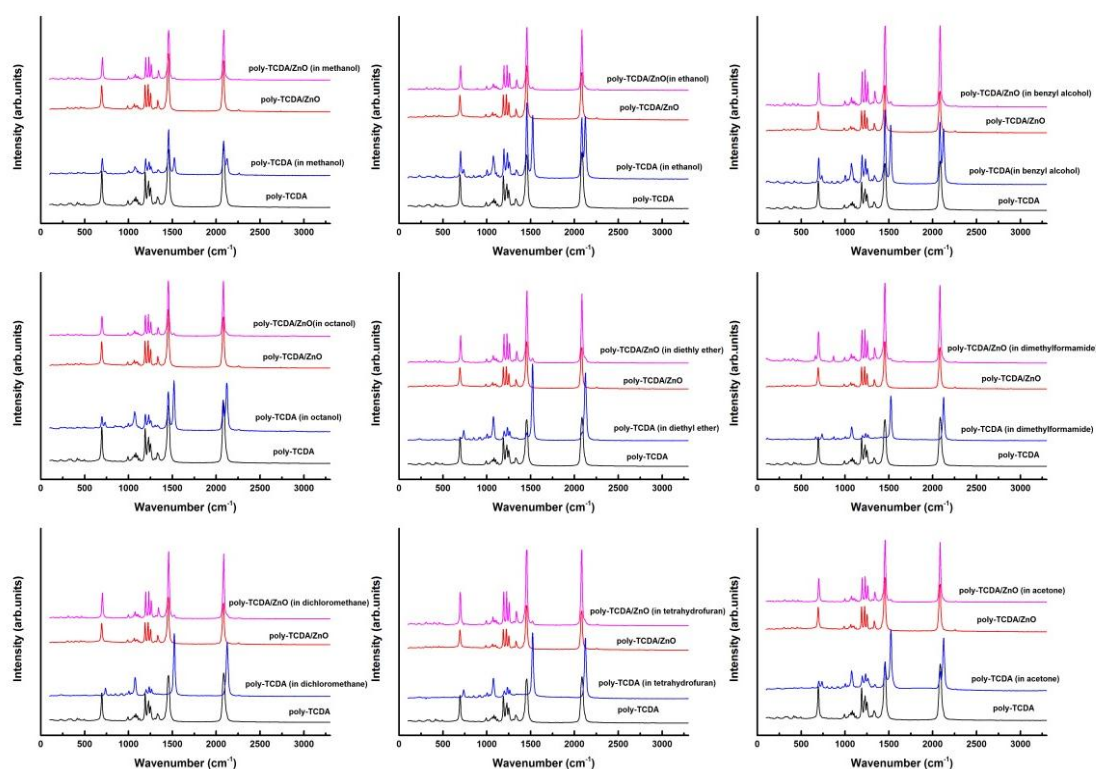 Intensity (arb.units)
poly-TCDA/ZnO (in methanol)
poly-TCDA/ZnO
poly-TCDA (in methanol)
poly-TCDA
0 500 1000 1500 2000 2500 3000
Wavenumber (cm-1)
Intensity (arb.units)
poly-TCDA/ZnO(in ethanol)
poly-TCDA/ZnO
poly-TCDA (in ethanol)
poly-TCDA
0 500 1000 1500 2000 2500 3000
Wavenumber (cm-1)
Intensity (arb.units)
poly-TCDA/ZnO (in benzyl alcohol)
poly-TCDA/ZnO
poly-TCDA(in benzyl alcohol)
poly-TCDA
0 500 1000 1500 2000 2500 3000
Wavenumber (cm-1)
Intensity (arb.units)
poly-TCDA/ZnO(in octanol)
poly-TCDA/ZnO
poly-TCDA (in octanol)
poly-TCDA
0 500 1000 1500 2000 2500 3000
Wavenumber (cm-1)
Intensity (arb.units)
poly-TCDA/ZnO (in diethly ether)
poly-TCDA/ZnO
poly-TCDA (in diethyl ether)
poly-TCDA
0 500 1000 1500 2000 2500 3000
Wavenumber (cm-1)
Intensity (arb.units)
poly-TCDA/ZnO (in dimethylformamide)
poly-TCDA/ZnO
poly-TCDA (in dimethylformamide)
poly-TCDA
0 500 1000 1500 2000 2500 3000
Wavenumber (cm-1)
Intensity (arb.units)
poly-TCDA/ZnO (in dichloromethane)
poly-TCDA/ZnO
poly-TCDA (in dichloromethane)
poly-TCDA
0 500 1000 1500 2000 2500 3000
Wavenumber (cm-1)
Intensity (arb.units)
poly-TCDA/ZnO (in tetrahydrofuran)
poly-TCDA/ZnO
poly-TCDA (in tetrahydrofuran)
poly-TCDA
0 500 1000 1500 2000 2500 3000
Wavenumber (cm-1)
Intensity (arb.units)
poly-TCDA/ZnO (in acetone)
poly-TCDA/ZnO
poly-TCDA (in acetone)
poly-TCDA
0 500 1000 1500 2000 2500 3000
Wavenumber (cm-1)